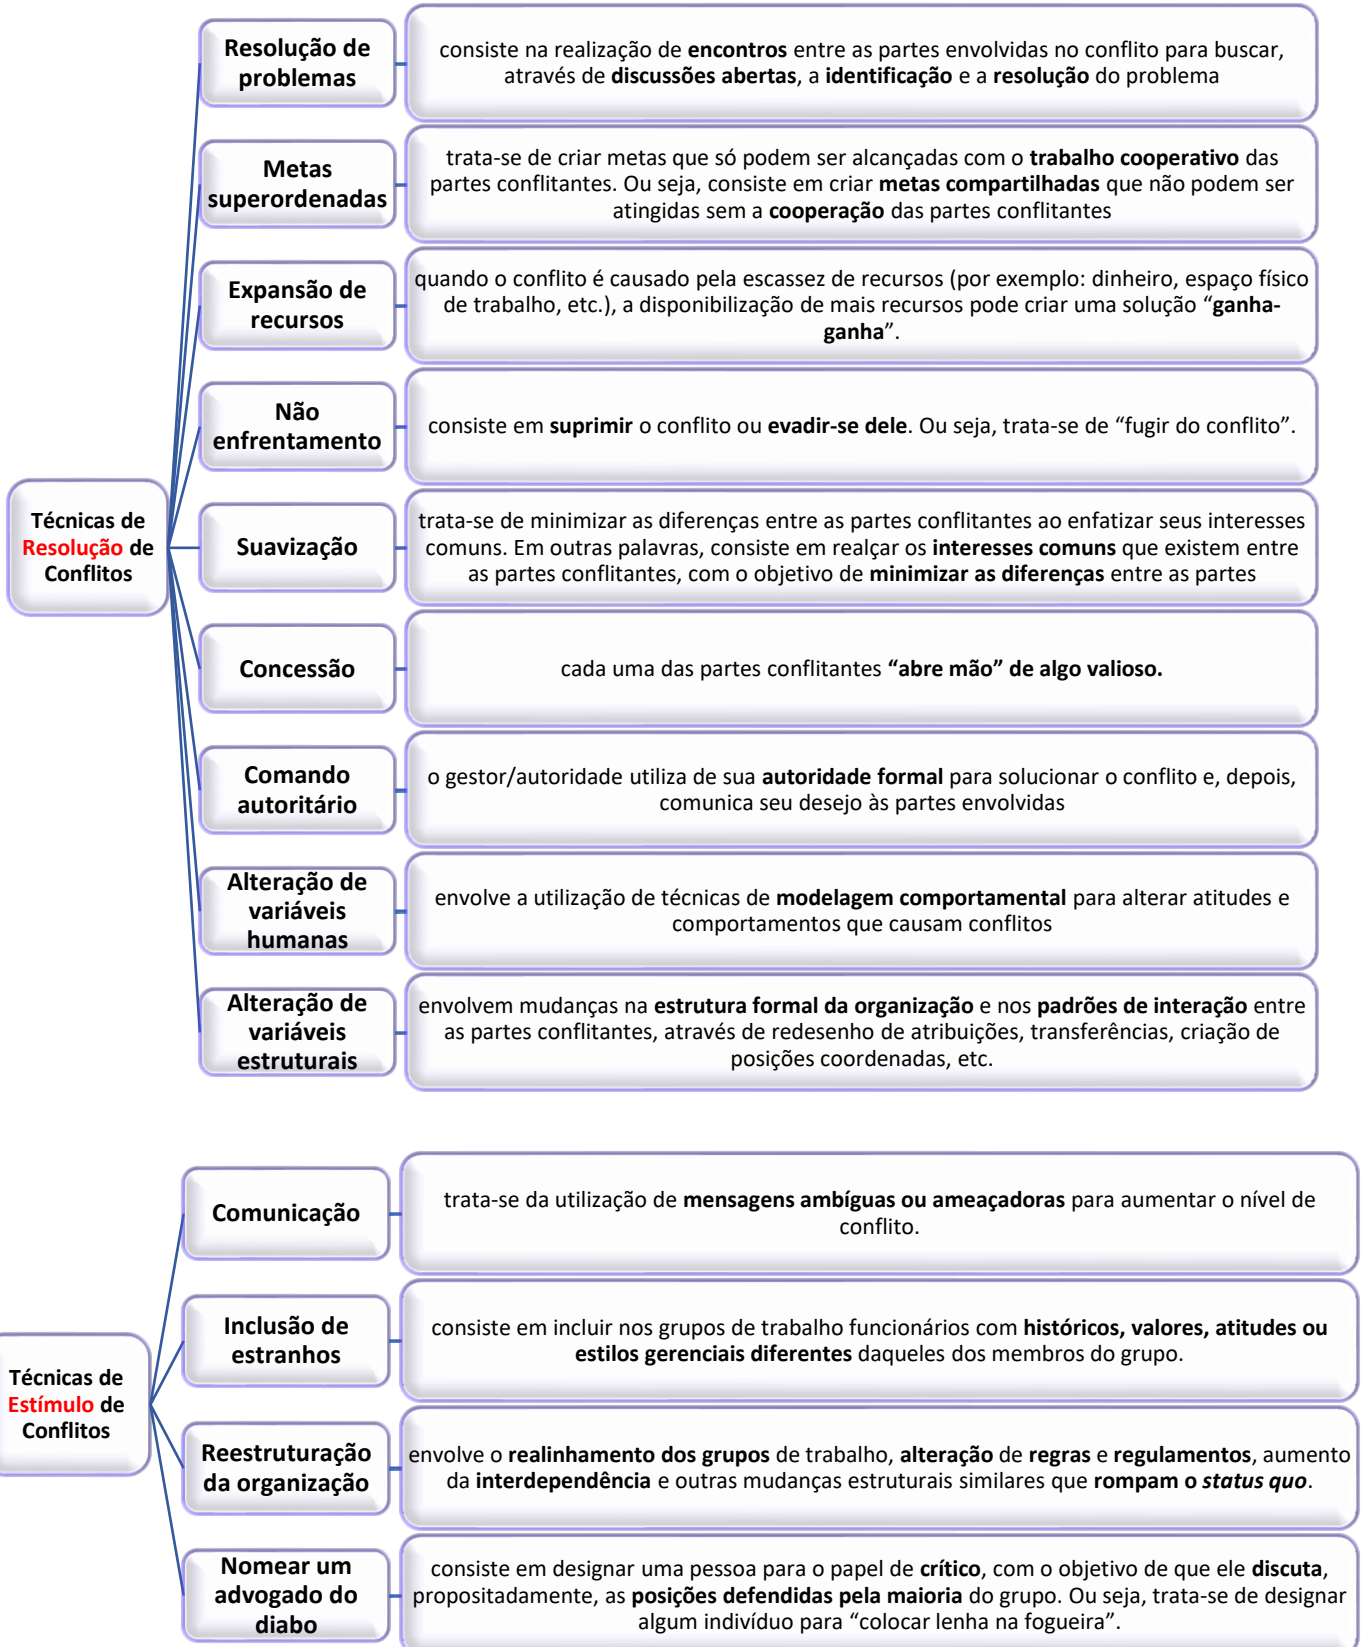 Técnicas de
Resolução de
Conflitos
Resolução de
problemas
consiste na realização de encontros entre as partes envolvidas no conflito para buscar,
através de discussões abertas, a identificação e a resolução do problema
Metas
superordenadas
trata-se de criar metas que só podem ser alcançadas com o trabalho cooperativo das
partes conflitantes. Ou seja, consiste em criar metas compartilhadas que não podem ser
atingidas sem a cooperação das partes conflitantes
Expansão de
recursos
quando o conflito é causado pela escassez de recursos (por exemplo: dinheiro, espaço físico
de trabalho, etc.), a disponibilização de mais recursos pode criar uma solução “ganha-
ganha”.
Não
enfrentamento
consiste em suprimir o conflito ou evadir-se dele. Ou seja, trata-se de “fugir do conflito”.
Suavização
trata-se de minimizar as diferenças entre as partes conflitantes ao enfatizar seus interesses
comuns. Em outras palavras, consiste em realçar os interesses comuns que existem entre
as partes conflitantes, com o objetivo de minimizar as diferenças entre as partes
Concessão
cada uma das partes conflitantes “abre mão” de algo valioso.
Comando
autoritário
o gestor/autoridade utiliza de sua autoridade formal para solucionar o conflito e, depois,
comunica seu desejo às partes envolvidas
Alteração de
variáveis
humanas
envolve a utilização de técnicas de modelagem comportamental para alterar atitudes e
comportamentos que causam conflitos
Alteração de
variáveis
estruturais
envolvem mudanças na estrutura formal da organização e nos padrões de interação entre
as partes conflitantes, através de redesenho de atribuições, transferências, criação de
posições coordenadas, etc.
Técnicas de
Estímulo de
Conflitos
Comunicação
trata-se da utilização de mensagens ambíguas ou ameaçadoras para aumentar o nível de
conflito.
Inclusão de
estranhos
consiste em incluir nos grupos de trabalho funcionários com históricos, valores, atitudes ou
estilos gerenciais diferentes daqueles dos membros do grupo.
Reestruturação
da organização
envolve o realinhamento dos grupos de trabalho, alteração de regras e regulamentos, aumento
da interdependência e outras mudanças estruturais similares que rompam o status quo.
Nomear um
advogado do
diabo
consiste em designar uma pessoa para o papel de crítico, com o objetivo de que ele discuta,
propositadamente, as posições defendidas pela maioria do grupo. Ou seja, trata-se de designar
algum indivíduo para “colocar lenha na fogueira”.